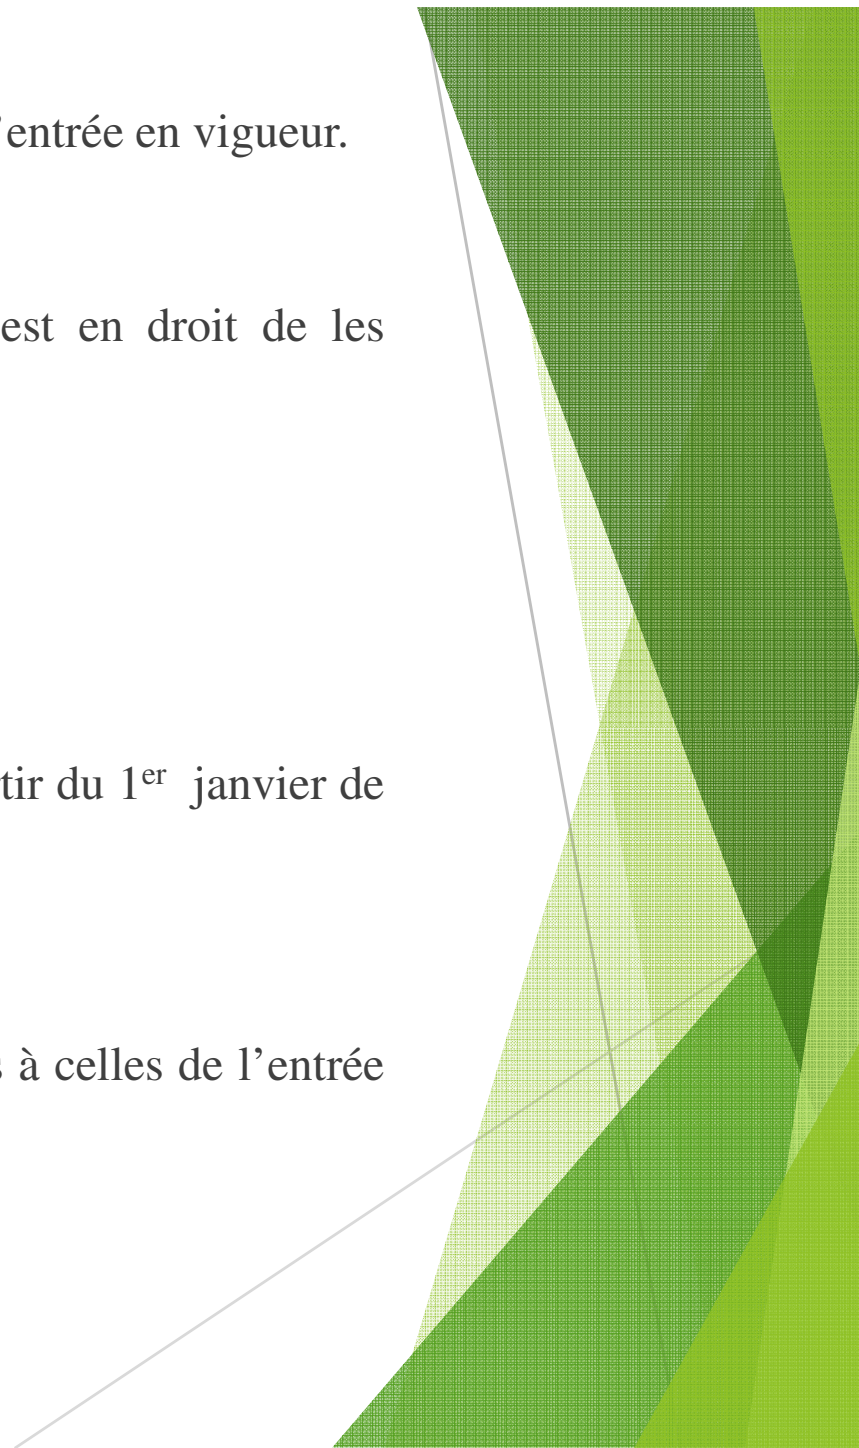 'entrée en vigueur.
est en droit de les
tir du 1er janvier de
à celles de l'entrée